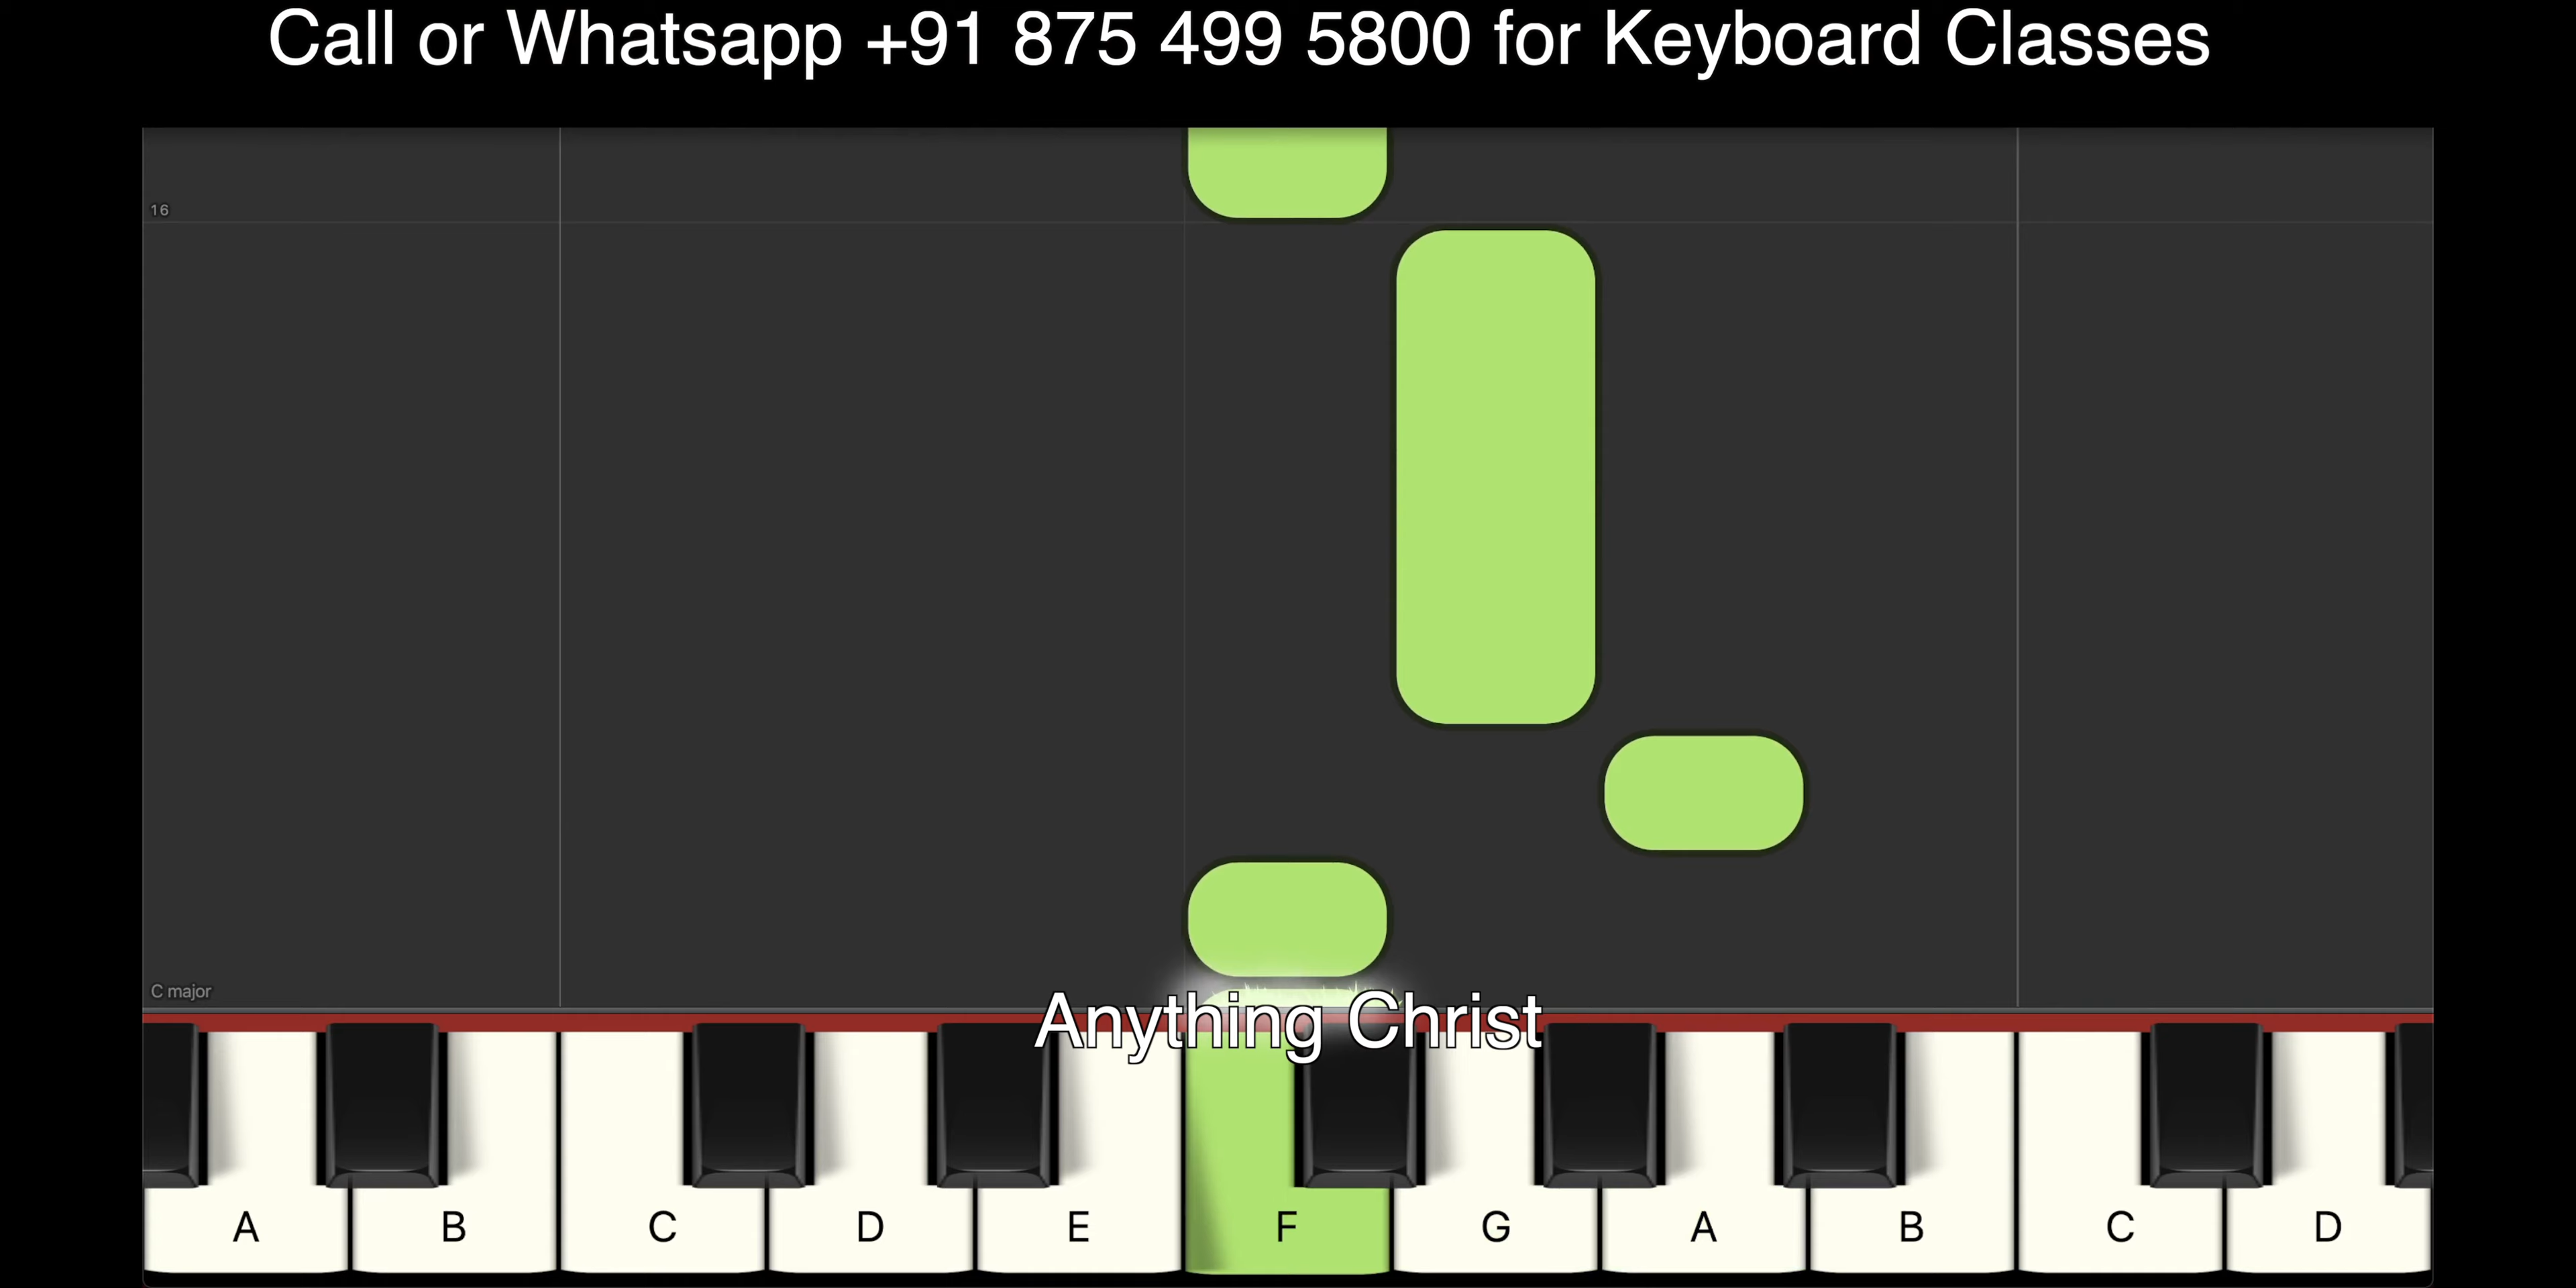 Call or Whatsapp +91 875 499 5800 for Keyboard Classes
16
C major
Anything Christ
A B C D E F G A B C D